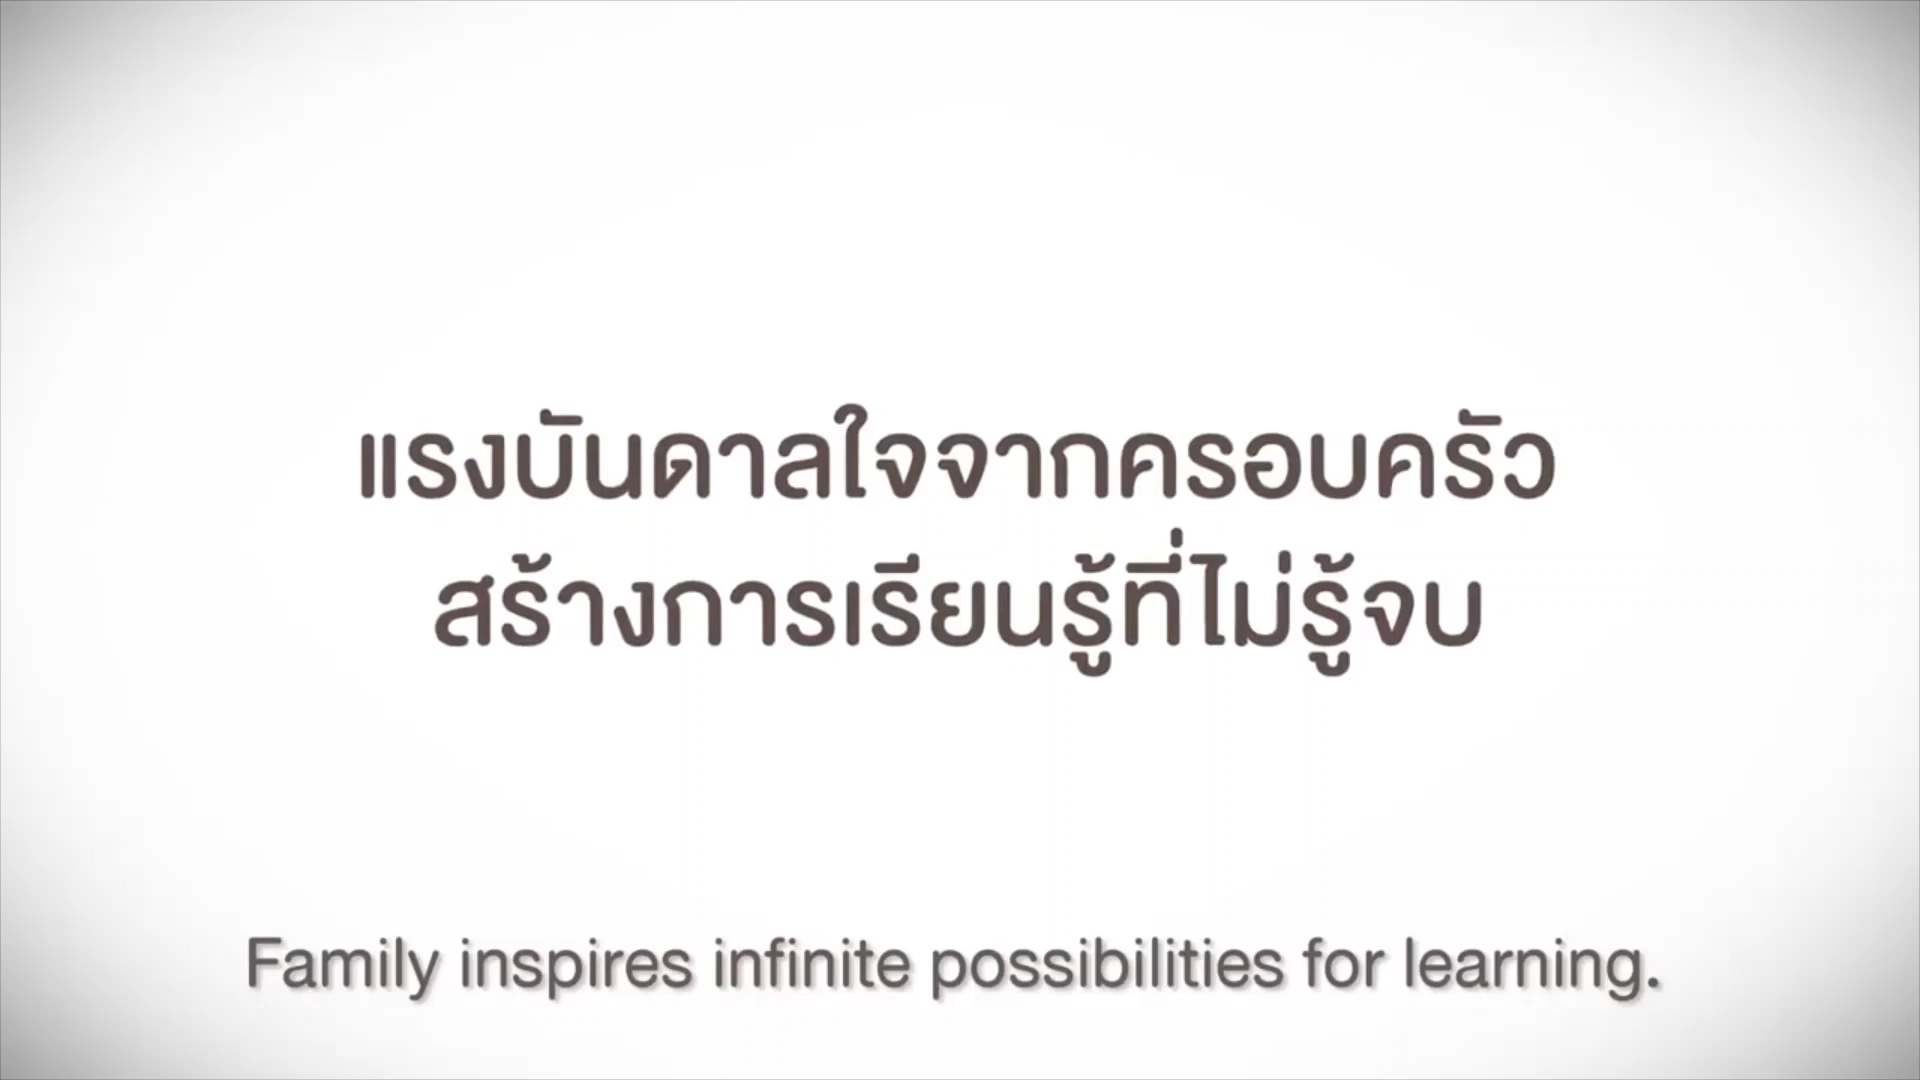 แรงบันดาลใจจากครอบครัว
สร้างการเรียนรู้ที่ไม่รู้จบ
Family inspires infinite possibilities for learning.